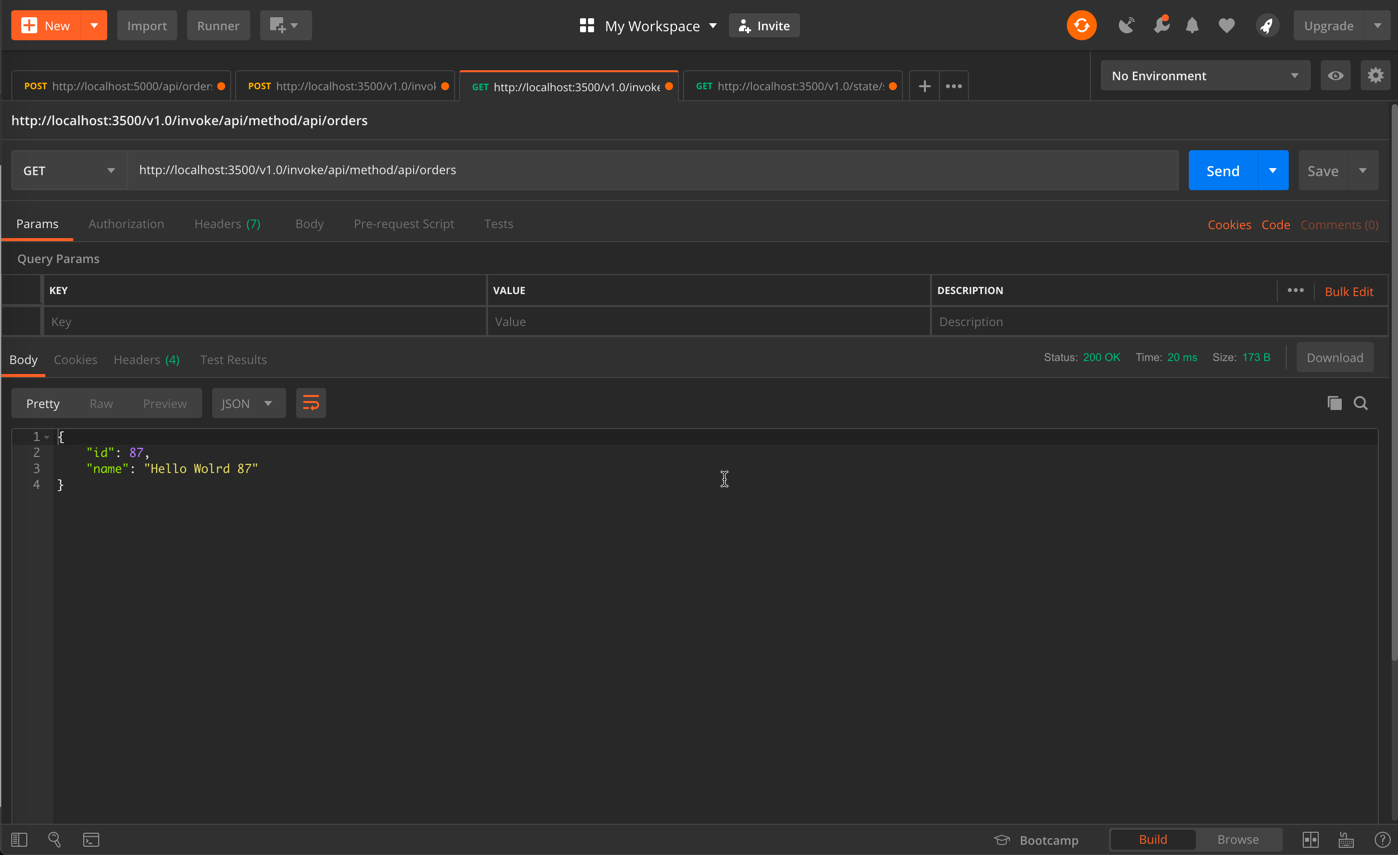 New Import Runner My Workspace Invite Upgrade
POST http://localhost:5000/api/order POST http://localhost:3500/v1.0/invol GET http://localhost:3500/v1.0/invoke GET http://localhost:3500/v1.0/state/ No Environment
http://localhost:3500/v1.0/invoke/api/method/api/orders
GET http://localhost:3500/v1.0/invoke/api/method/api/orders Send Save
Params Authorization Headers (7) Body Pre-request Script Tests Cookies Code Comments (0)
Query Params
KEY VALUE DESCRIPTION Bulk Edit
Key Value Description
Body Cookies Headers (4) Test Results Status: 200 OK Time: 20 ms Size: 173 B Download
Pretty Raw Preview JSON
1 {
2 "id": 87,
3 "name": "Hello Wolrd 87"
4 }
Bootcamp Build Browse